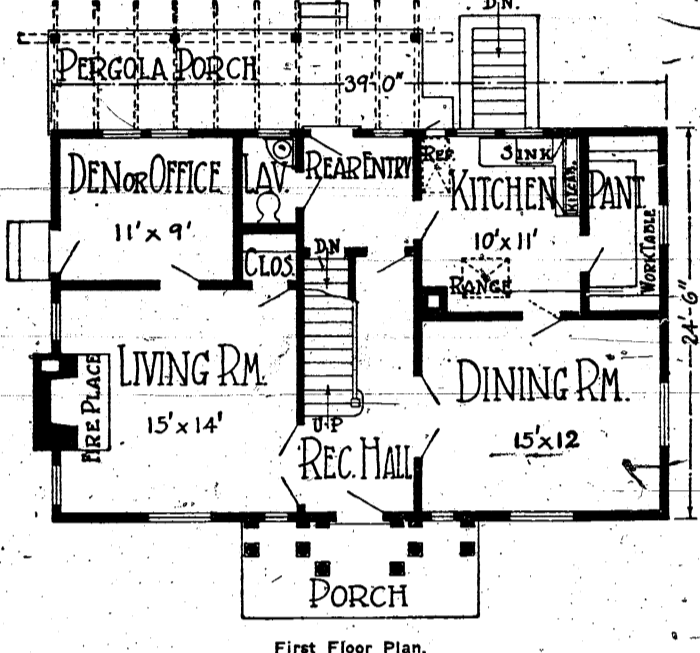 DN.
PERGOLA PORCH
39'-0"
DEN OR OFFICE
11' x 9'
LAV.
REAR ENTRY
REF.
SINK
KITCHEN
10' x 11'
PANT.
WORK TABLE
CLOS.
DN
RANGE
24'-6"
LIVING RM.
15' x 14'
FIRE PLACE
UP
REC. HALL
DINING RM.
15' x 12
PORCH
First Floor Plan.